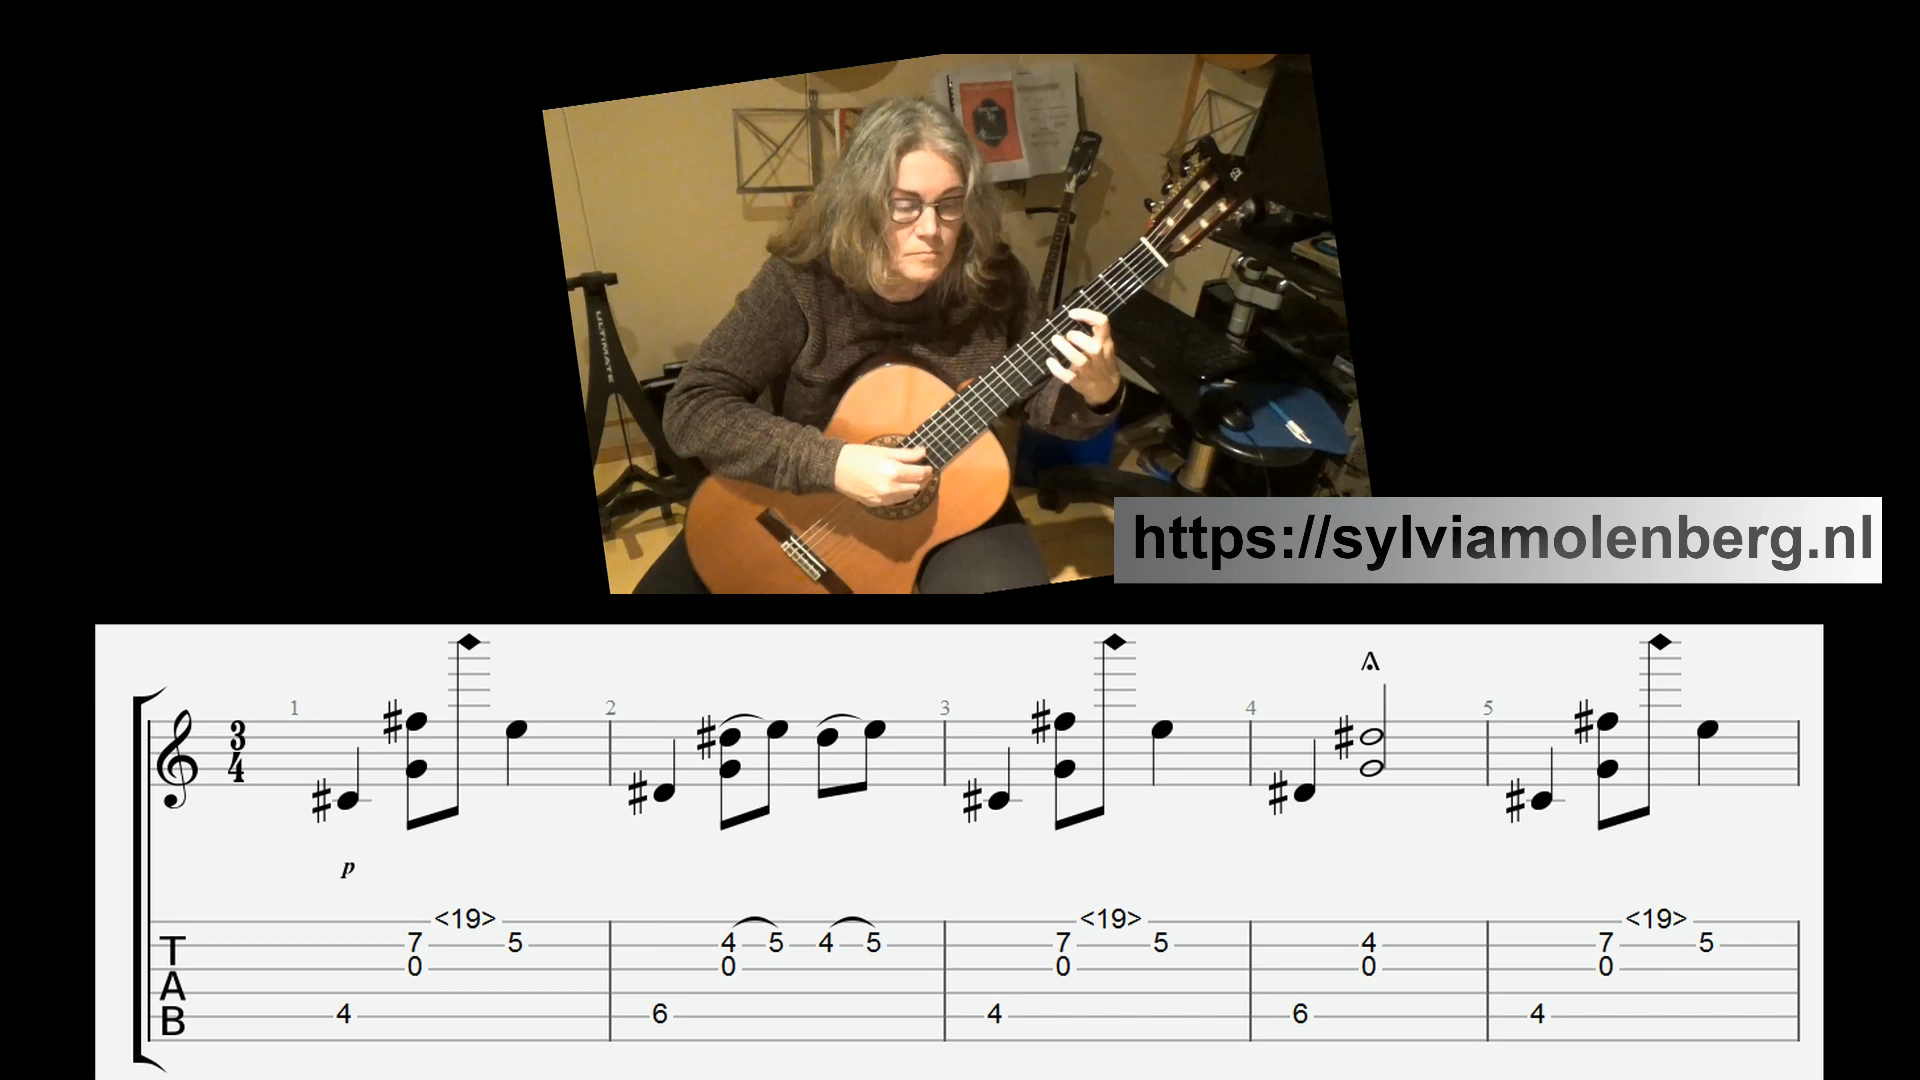 ULTIMATE
https://sylviamolenberg.nl
1 2 3 4 5
3
4
p
<19> <19> <19>
T 7 5 4 5 4 5 7 5 4 7 5
A 0 0 0 0 0
B 4 6 4 6 4